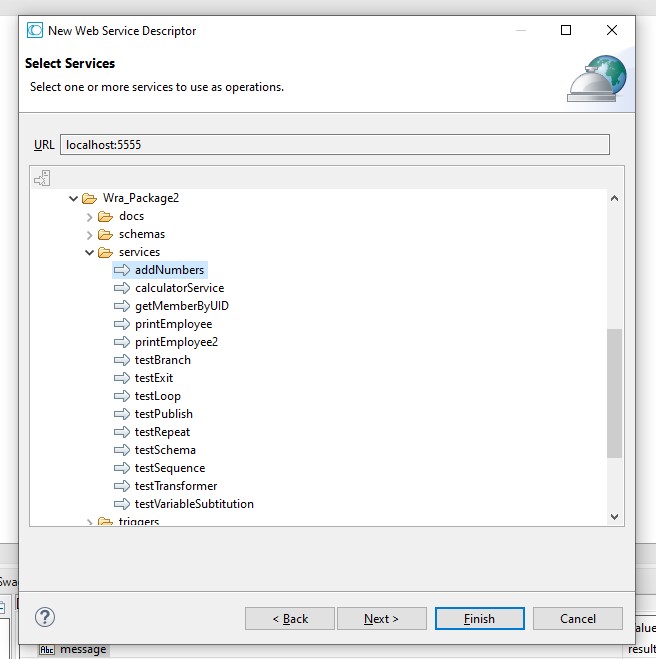 New Web Service Descriptor
Select Services
Select one or more services to use as operations.
URL localhost:5555
Wra_Package2
docs
schemas
services
addNumbers
calculatorService
getMemberByUID
printEmployee
printEmployee2
testBranch
testExit
testLoop
testPublish
testRepeat
testSchema
testSequence
testTransformer
testVariableSubtitution
triggers
Swa
? < Back Next > Finish Cancel
alue
Abc message result